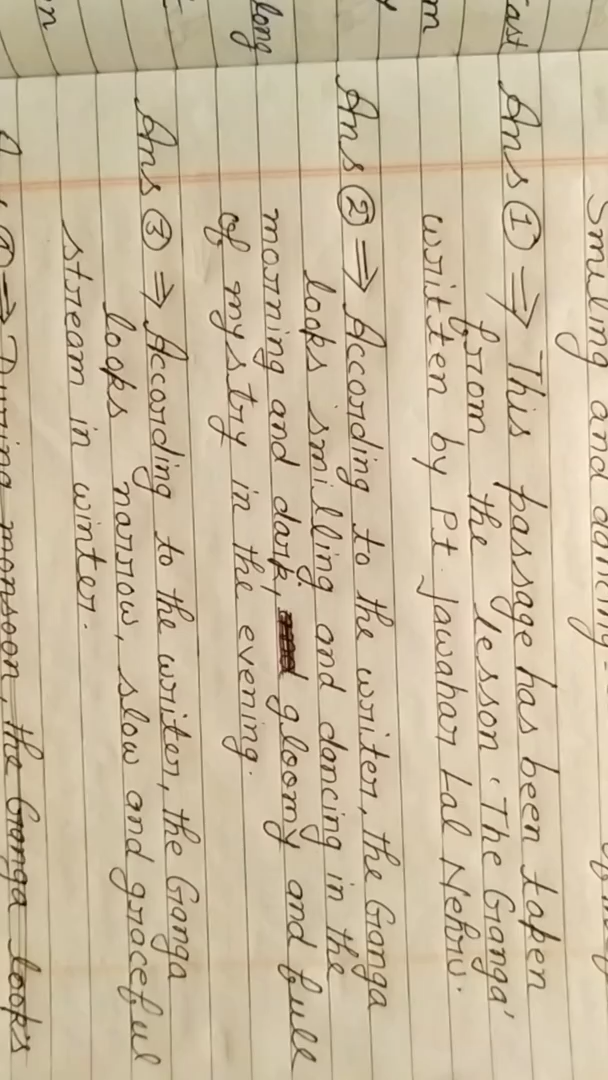 Smiling and dancing
Ans ① ⇒ This passage has been taken
from the lesson 'The Ganga'
written by Pt. Jawahar Lal Nehru.
Ans ② ⇒ According to the writer, the Ganga
looks smilling and dancing in the
morning and dark, gloomy and full
of mystry in the evening.
Ans ③ ⇒ According to the writer, the Ganga
looks narrow, slow and graceful
stream in winter.
④ ⇒ During monsoon, the Ganga looks
long